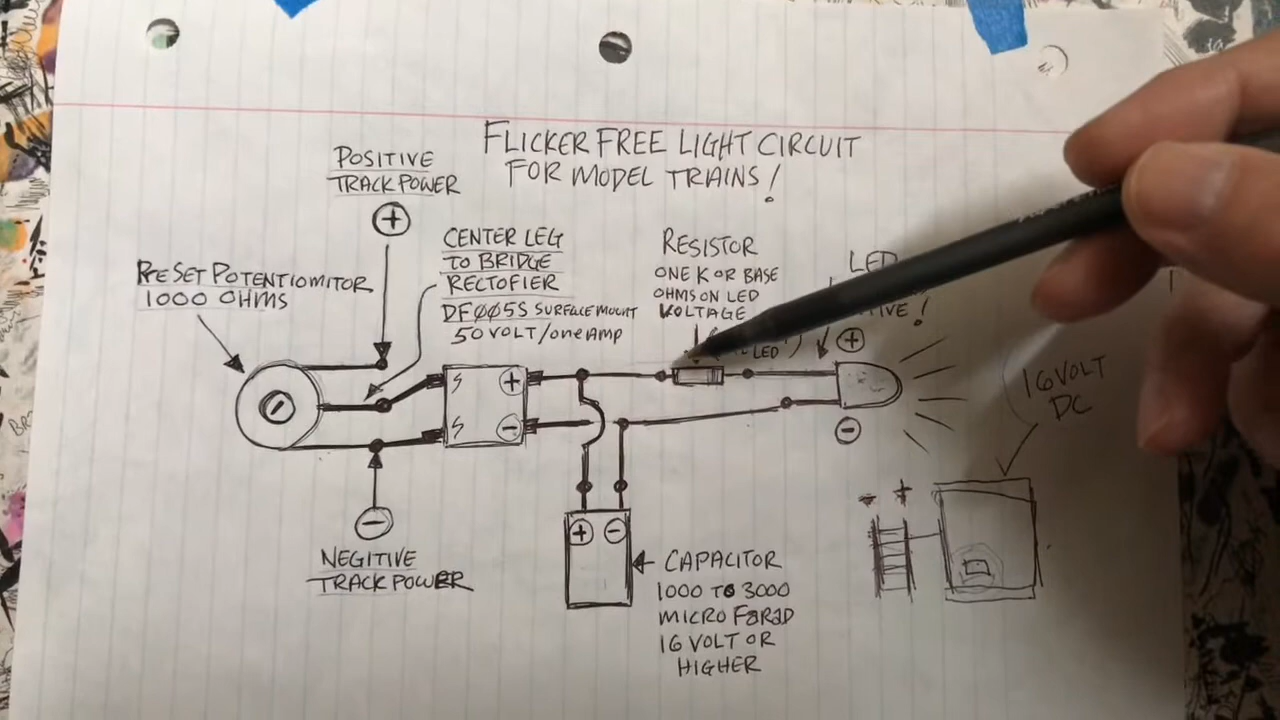 FLICKER FREE LIGHT CIRCUIT
FOR MODEL TRAINS!
POSITIVE
TRACK POWER
+
PRESET POTENTIOMITOR
1000 OHMS
CENTER LEG
TO BRIDGE
RECTOFIER
DF005S SURFACE MOUNT
50 VOLT/one AMP
RESISTOR
ONE K OR BASE
OHMS ON LED
VOLTAGE
LED
LED
+
-
S +
S -
16 VOLT
DC
- +
-
NEGITIVE
TRACK POWER
+ -
CAPACITOR
1000 TO 3000
MICRO FARAD
16 VOLT OR
HIGHER